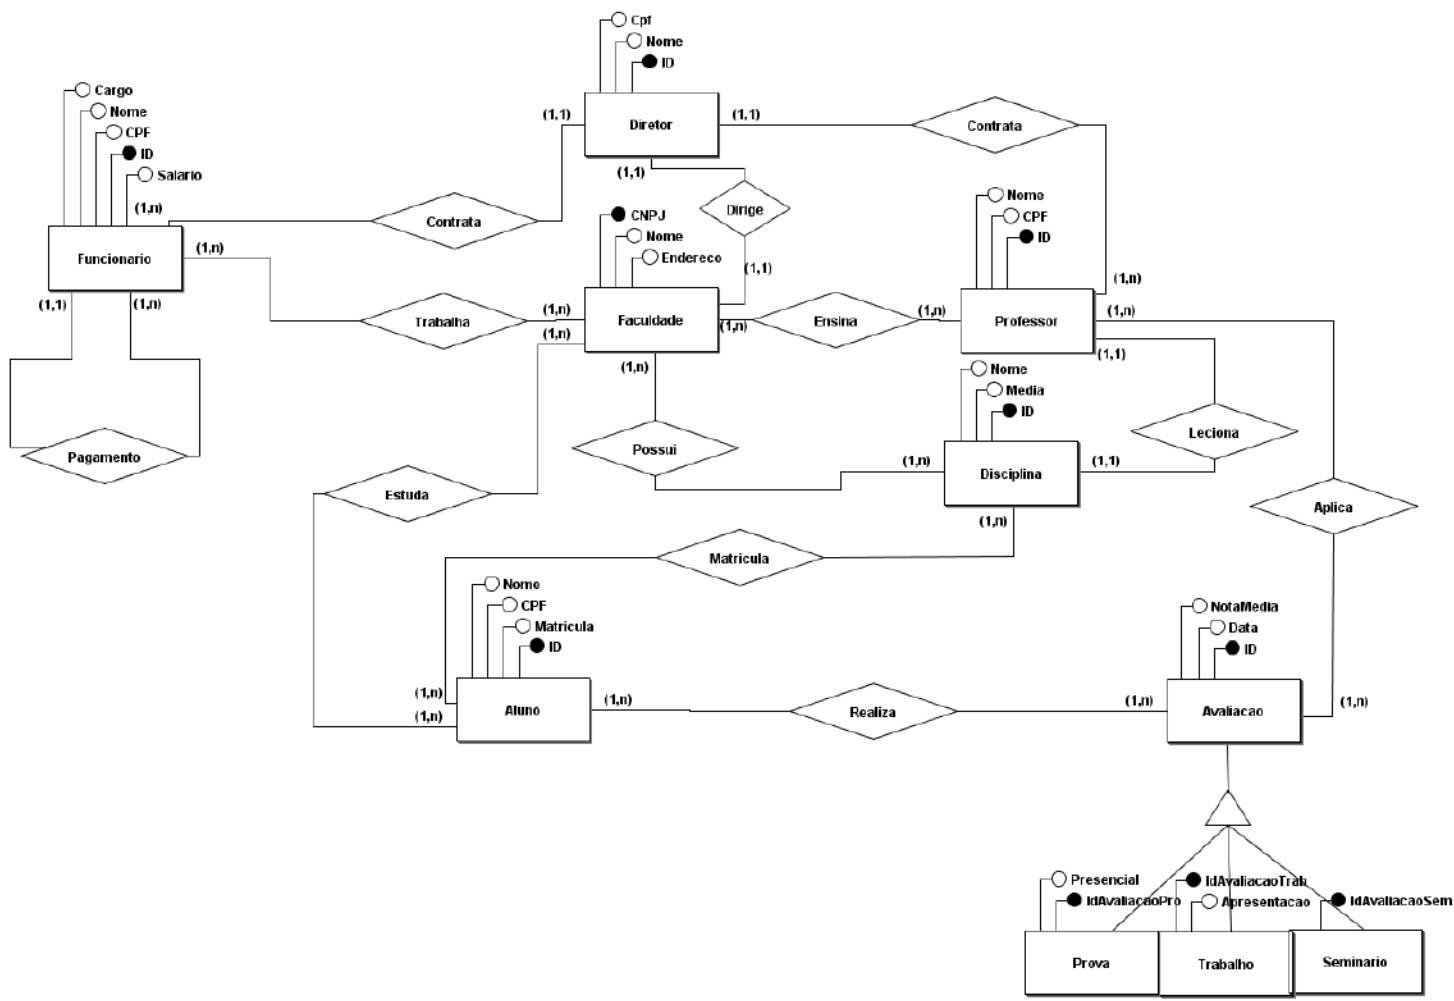 Cpf
Nome
ID
Cargo
Nome
CPF
ID
Salario
(1,n)
(1,1)
Diretor
(1,1)
Contrata
(1,1)
Contrata
Dirige
Nome
CPF
ID
CNPJ
Nome
Endereco
Funcionario
(1,n)
(1,1)
(1,n)
(1,1)
(1,n)
Trabalha
(1,n)
(1,n)
Faculdade
(1,n)
Ensina
(1,n)
Professor
(1,n)
(1,n)
(1,1)
(1,n)
Nome
Media
ID
Leciona
Possui
Pagamento
(1,n)
Disciplina
(1,1)
Estuda
Aplica
(1,n)
Matricula
Nome
CPF
Matricula
ID
NotaMedia
Data
ID
(1,n)
(1,n)
Aluno
(1,n)
Realiza
(1,n)
Avaliacao
(1,n)
Presencial
IdAvaliacaoPro
IdAvaliacaoTrab
Apresentacao
IdAvaliacaoSem
Prova
Trabalho
Seminario